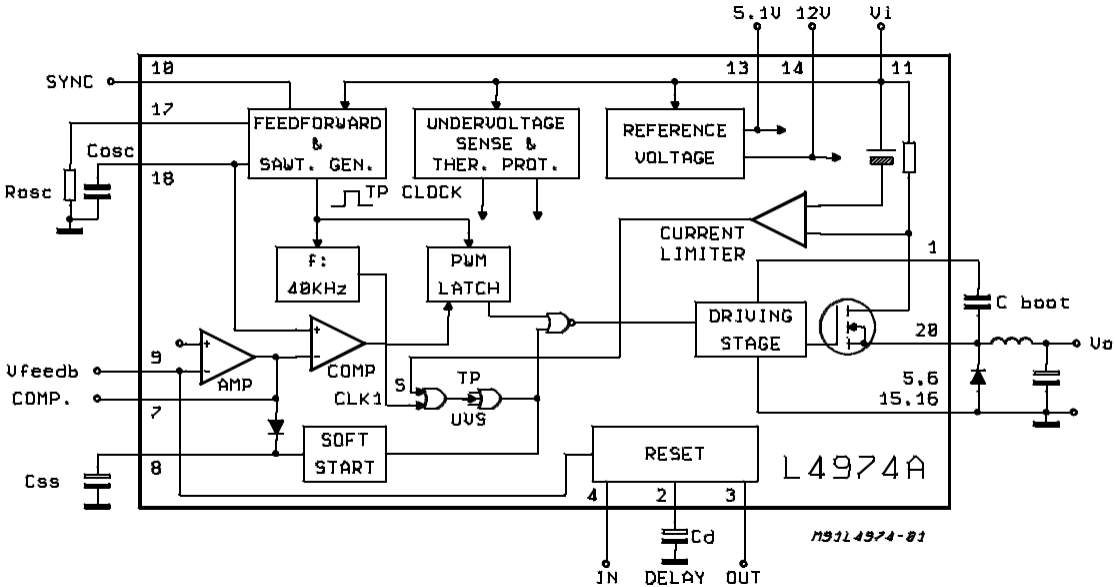 5.1V 12V Vi
10 13 14 11
SYNC
17
FEEDFORWARD
&
SAWT. GEN.
UNDERVOLTAGE
SENSE &
THER. PROT.
REFERENCE
VOLTAGE
Cosc
18
Rosc
TP CLOCK
CURRENT
LIMITER
1
f:
40KHz
PWM
LATCH
C boot
DRIVING
STAGE
20
Vo
+
-
COMP
+
-
AMP
9
Vfeedb
S
TP
5.6
15.16
COMP.
7
CLK1
UVS
SOFT
START
8
Css
RESET
L4974A
4 2 3
Cd
M91L4974-01
IN DELAY OUT